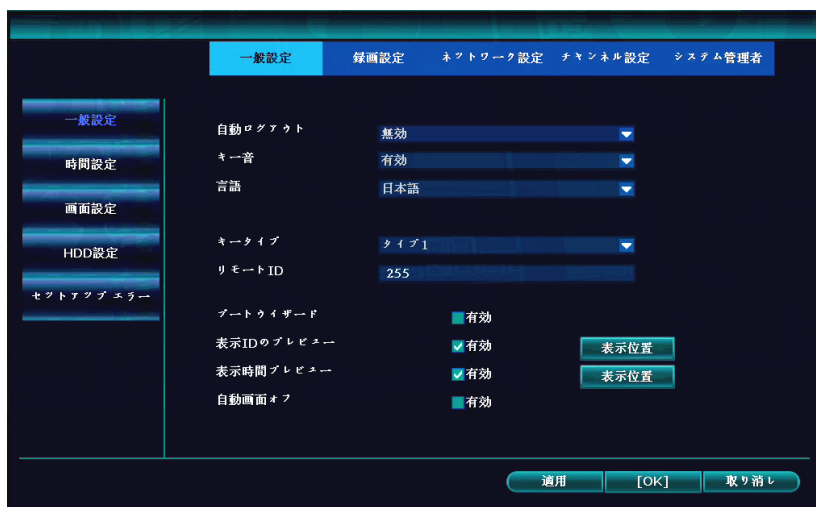 一般設定 録画設定 ネットワーク設定 チャンネル設定 システム管理者
一般設定
時間設定
画面設定
HDD設定
セットアップ エラー
自動ログアウト 無効
キー音 有効
言語 日本語
キータイプ タイプ1
リモートID 255
ブートウィザード 有効
表示IDのプレビュー 有効 表示位置
表示時間プレビュー 有効 表示位置
自動画面オフ 有効
適用 [OK] 取り消し